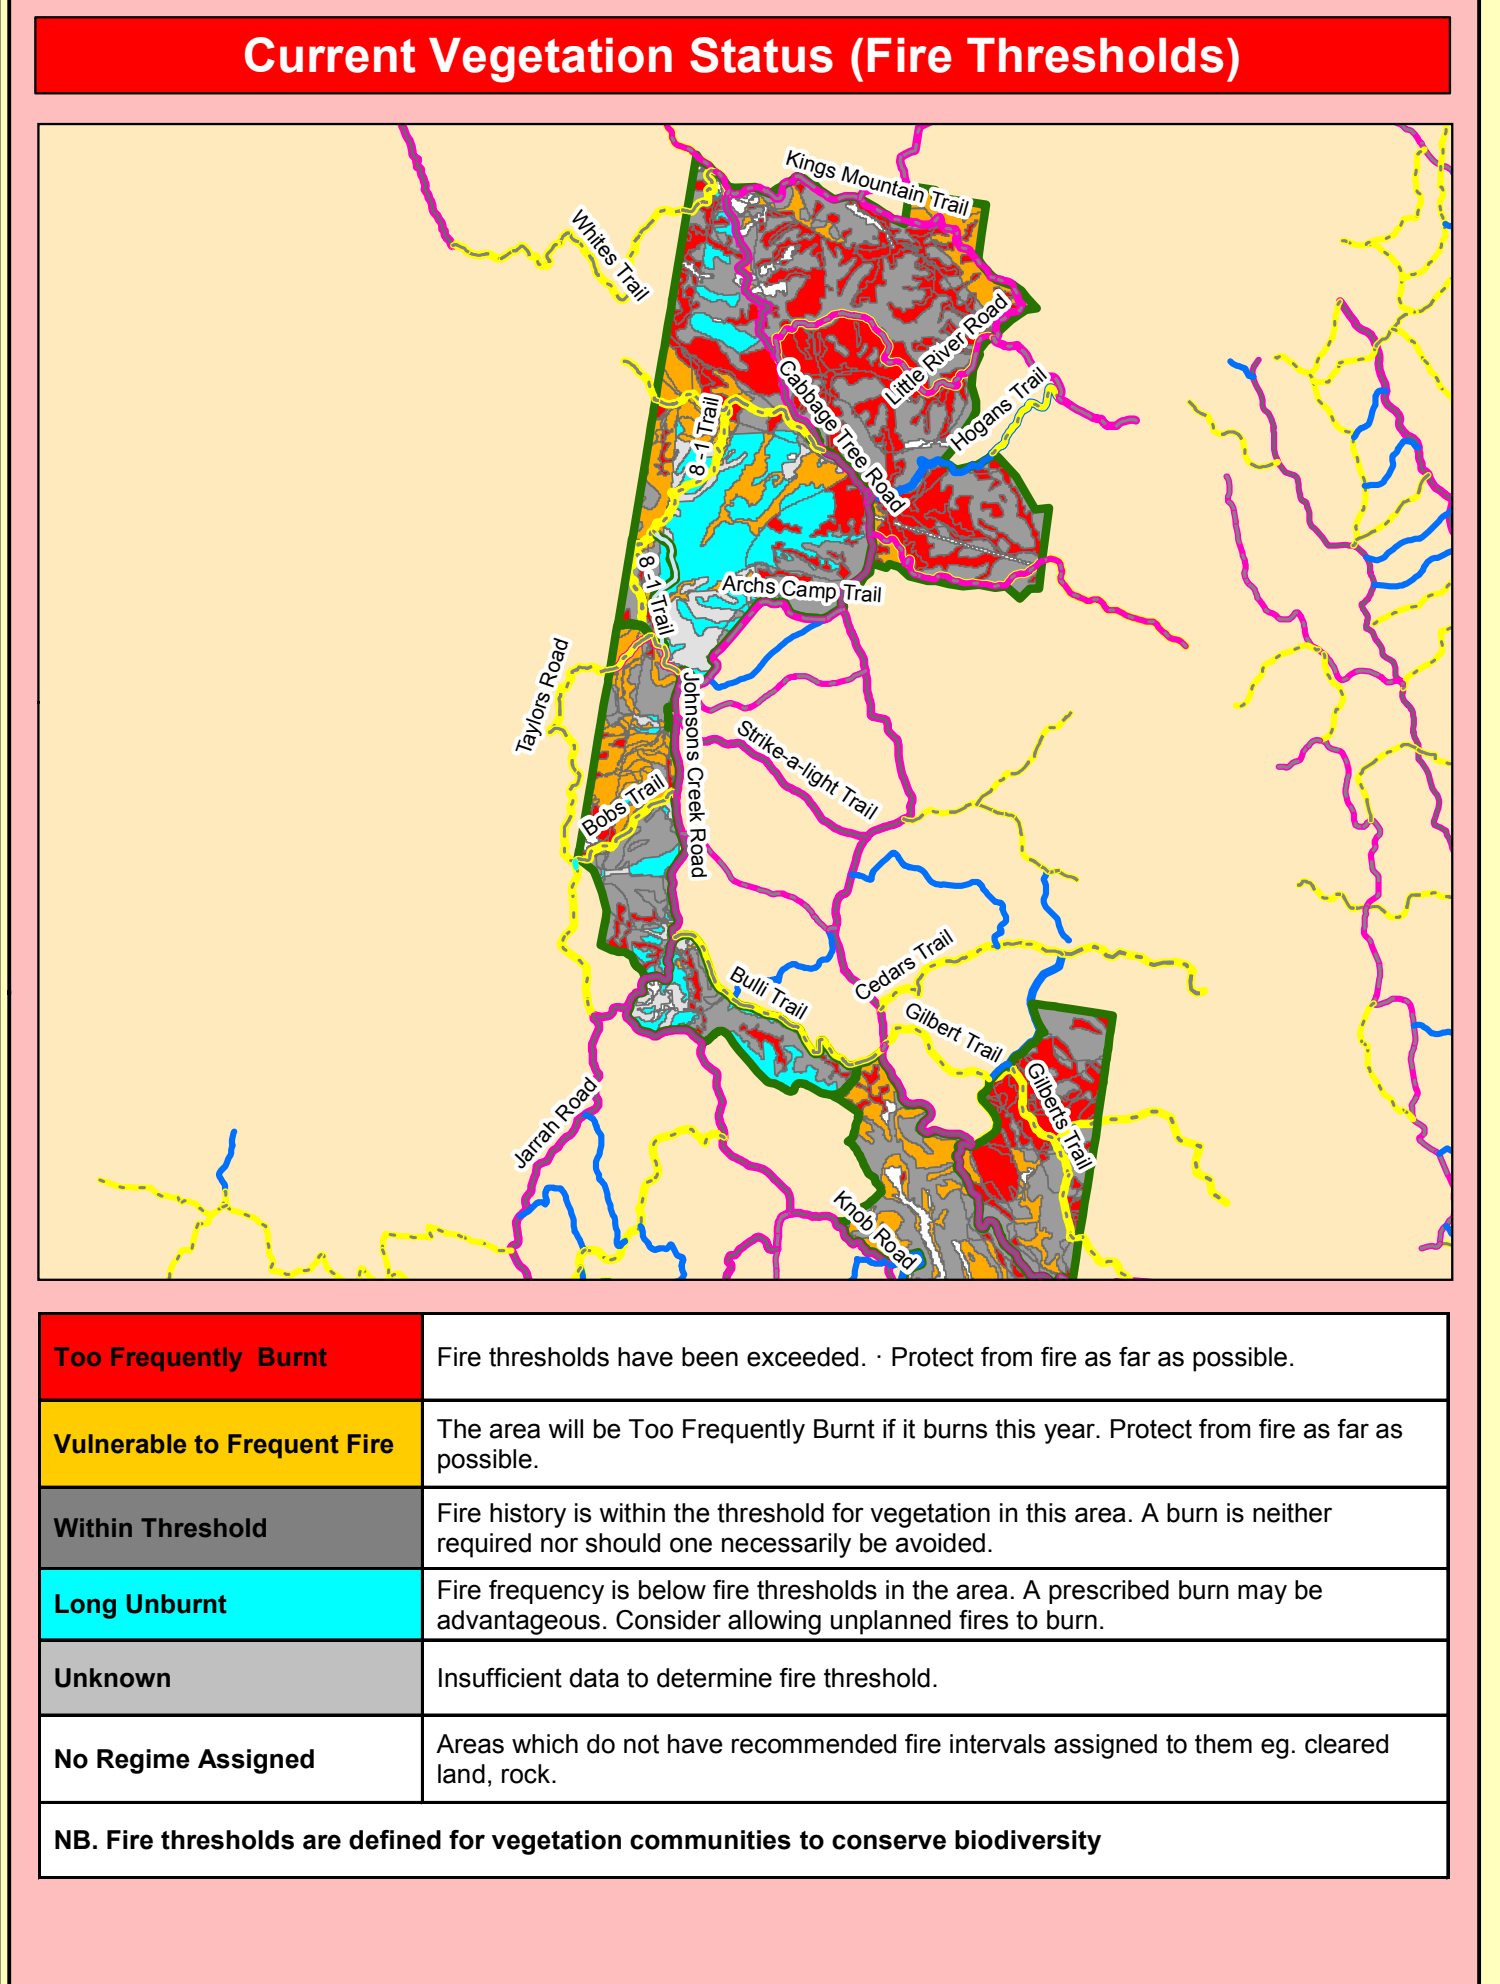 Current Vegetation Status (Fire Thresholds)
Kings Mountain Trail
Whites Trail
Little River Road
Cabbage Tree Road
Hogans Trail
8 -1 Trail
8 -1 Trail
Archs Camp Trail
Taylors Road
Johnsons Creek Road
Strike-a-light Trail
Bobs Trail
Cedars Trail
Bulli Trail
Gilbert Trail
Gilberts Trail
Jarrah Road
Knob Road
Too Frequently Burnt
Fire thresholds have been exceeded. · Protect from fire as far as possible.
Vulnerable to Frequent Fire
The area will be Too Frequently Burnt if it burns this year. Protect from fire as far as
possible.
Within Threshold
Fire history is within the threshold for vegetation in this area. A burn is neither
required nor should one necessarily be avoided.
Long Unburnt
Fire frequency is below fire thresholds in the area. A prescribed burn may be
advantageous. Consider allowing unplanned fires to burn.
Unknown
Insufficient data to determine fire threshold.
No Regime Assigned
Areas which do not have recommended fire intervals assigned to them eg. cleared
land, rock.
NB. Fire thresholds are defined for vegetation communities to conserve biodiversity